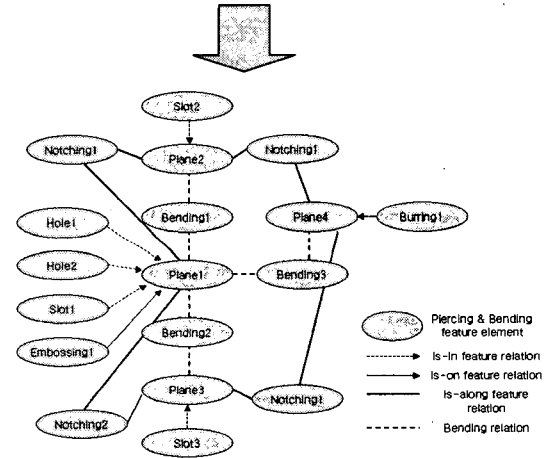 Slot2
Notching1
Plane2
Notching1
Hole1
Bending1
Plane4
Burring1
Hole2
Plane1
Bending3
Slot1
Embossing1
Bending2
Plane3
Notching2
Notching1
Slot3
Piercing & Bending
feature element
Is-in feature relation
Is-on feature relation
Is-along feature
relation
Bending relation